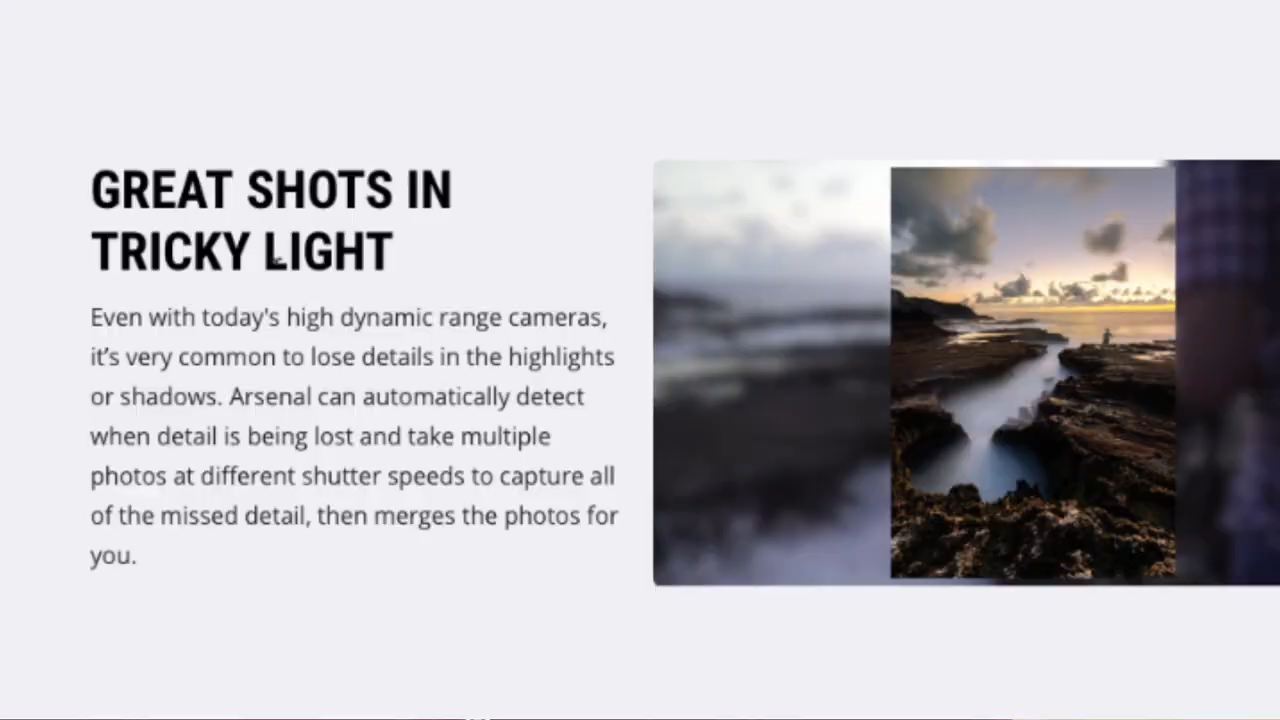 GREAT SHOTS IN
TRICKY LIGHT
Even with today's high dynamic range cameras,
it’s very common to lose details in the highlights
or shadows. Arsenal can automatically detect
when detail is being lost and take multiple
photos at different shutter speeds to capture all
of the missed detail, then merges the photos for
you.